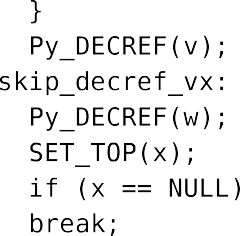 }
Py_DECREF(v);
skip_decref_vx:
Py_DECREF(w);
SET_TOP(x);
if (x == NULL)
break;